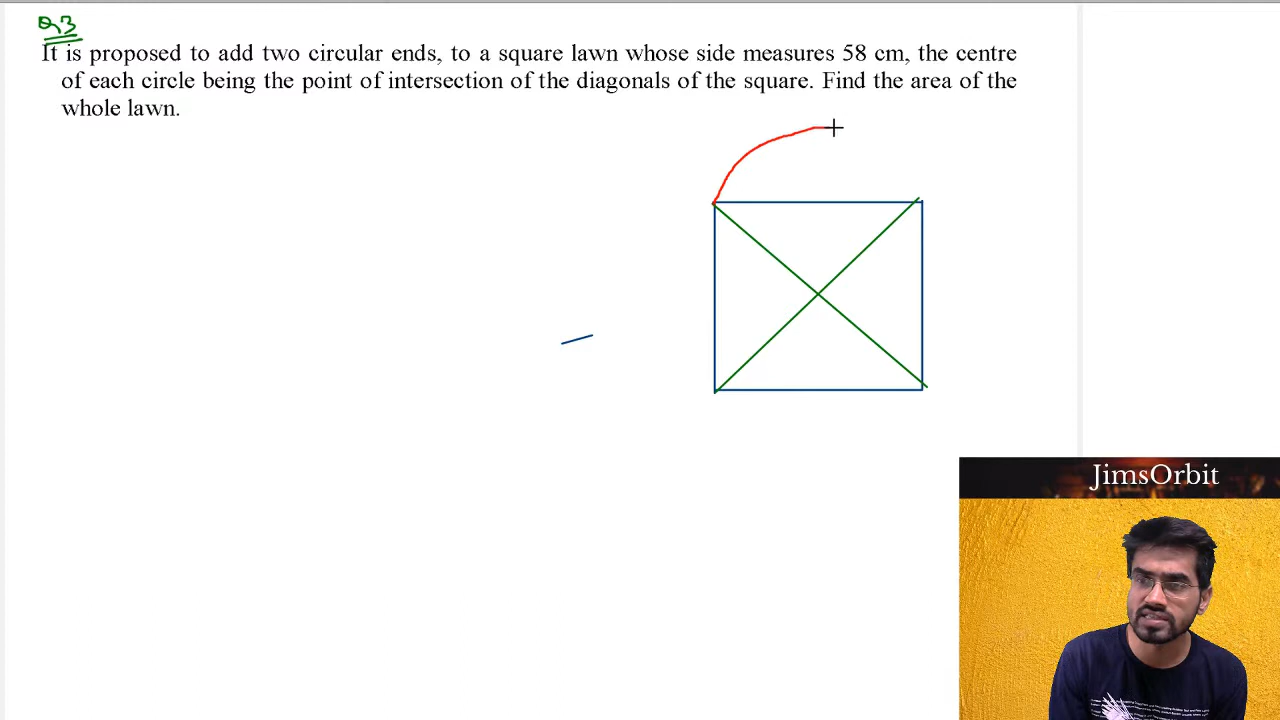 Q3
It is proposed to add two circular ends, to a square lawn whose side measures 58 cm, the centre
of each circle being the point of intersection of the diagonals of the square. Find the area of the
whole lawn.
JimsOrbit